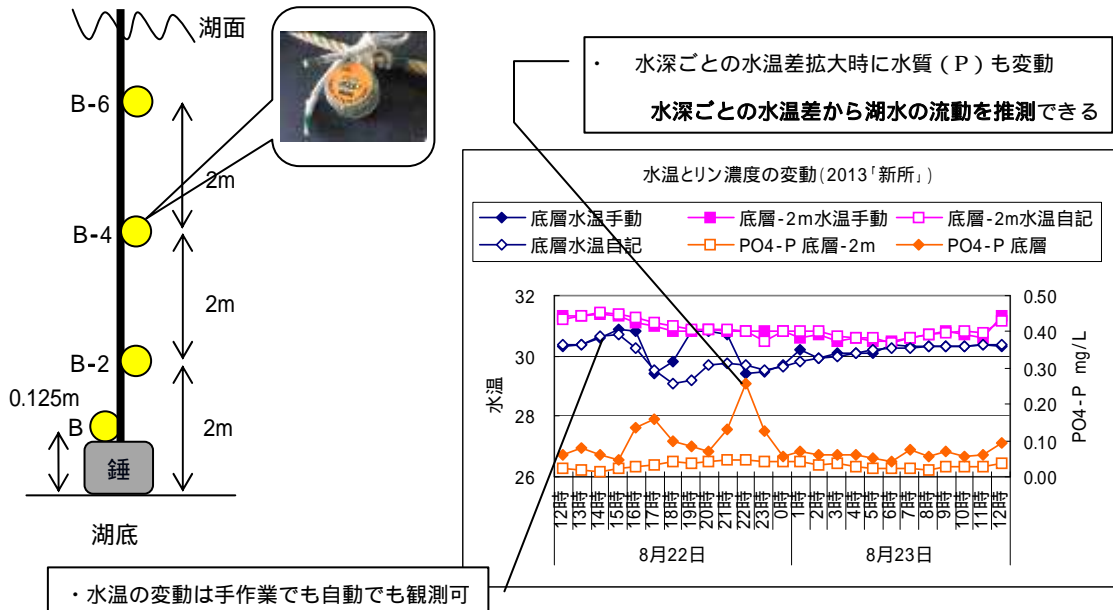 湖面
B-6
2m
B-4
2m
B-2
0.125m
2m
B
錘
湖底
・ 水深ごとの水温差拡大時に水質(P)も変動
水深ごとの水温差から湖水の流動を推測できる
水温とリン濃度の変動(2013「新所」)
底層水温手動 底層-2m水温手動 底層-2m水温自記
底層水温自記 PO4-P 底層-2m PO4-P 底層
32 0.50
0.40
30 0.30
28 0.20
0.10
26 0.00
水温
PO4-P mg/L
12時 13時 14時 15時 16時 17時 18時 19時 20時 21時 22時 23時 0時 1時 2時 3時 4時 5時 6時 7時 8時 9時 10時 11時 12時
8月22日 8月23日
・水温の変動は手作業でも自動でも観測可